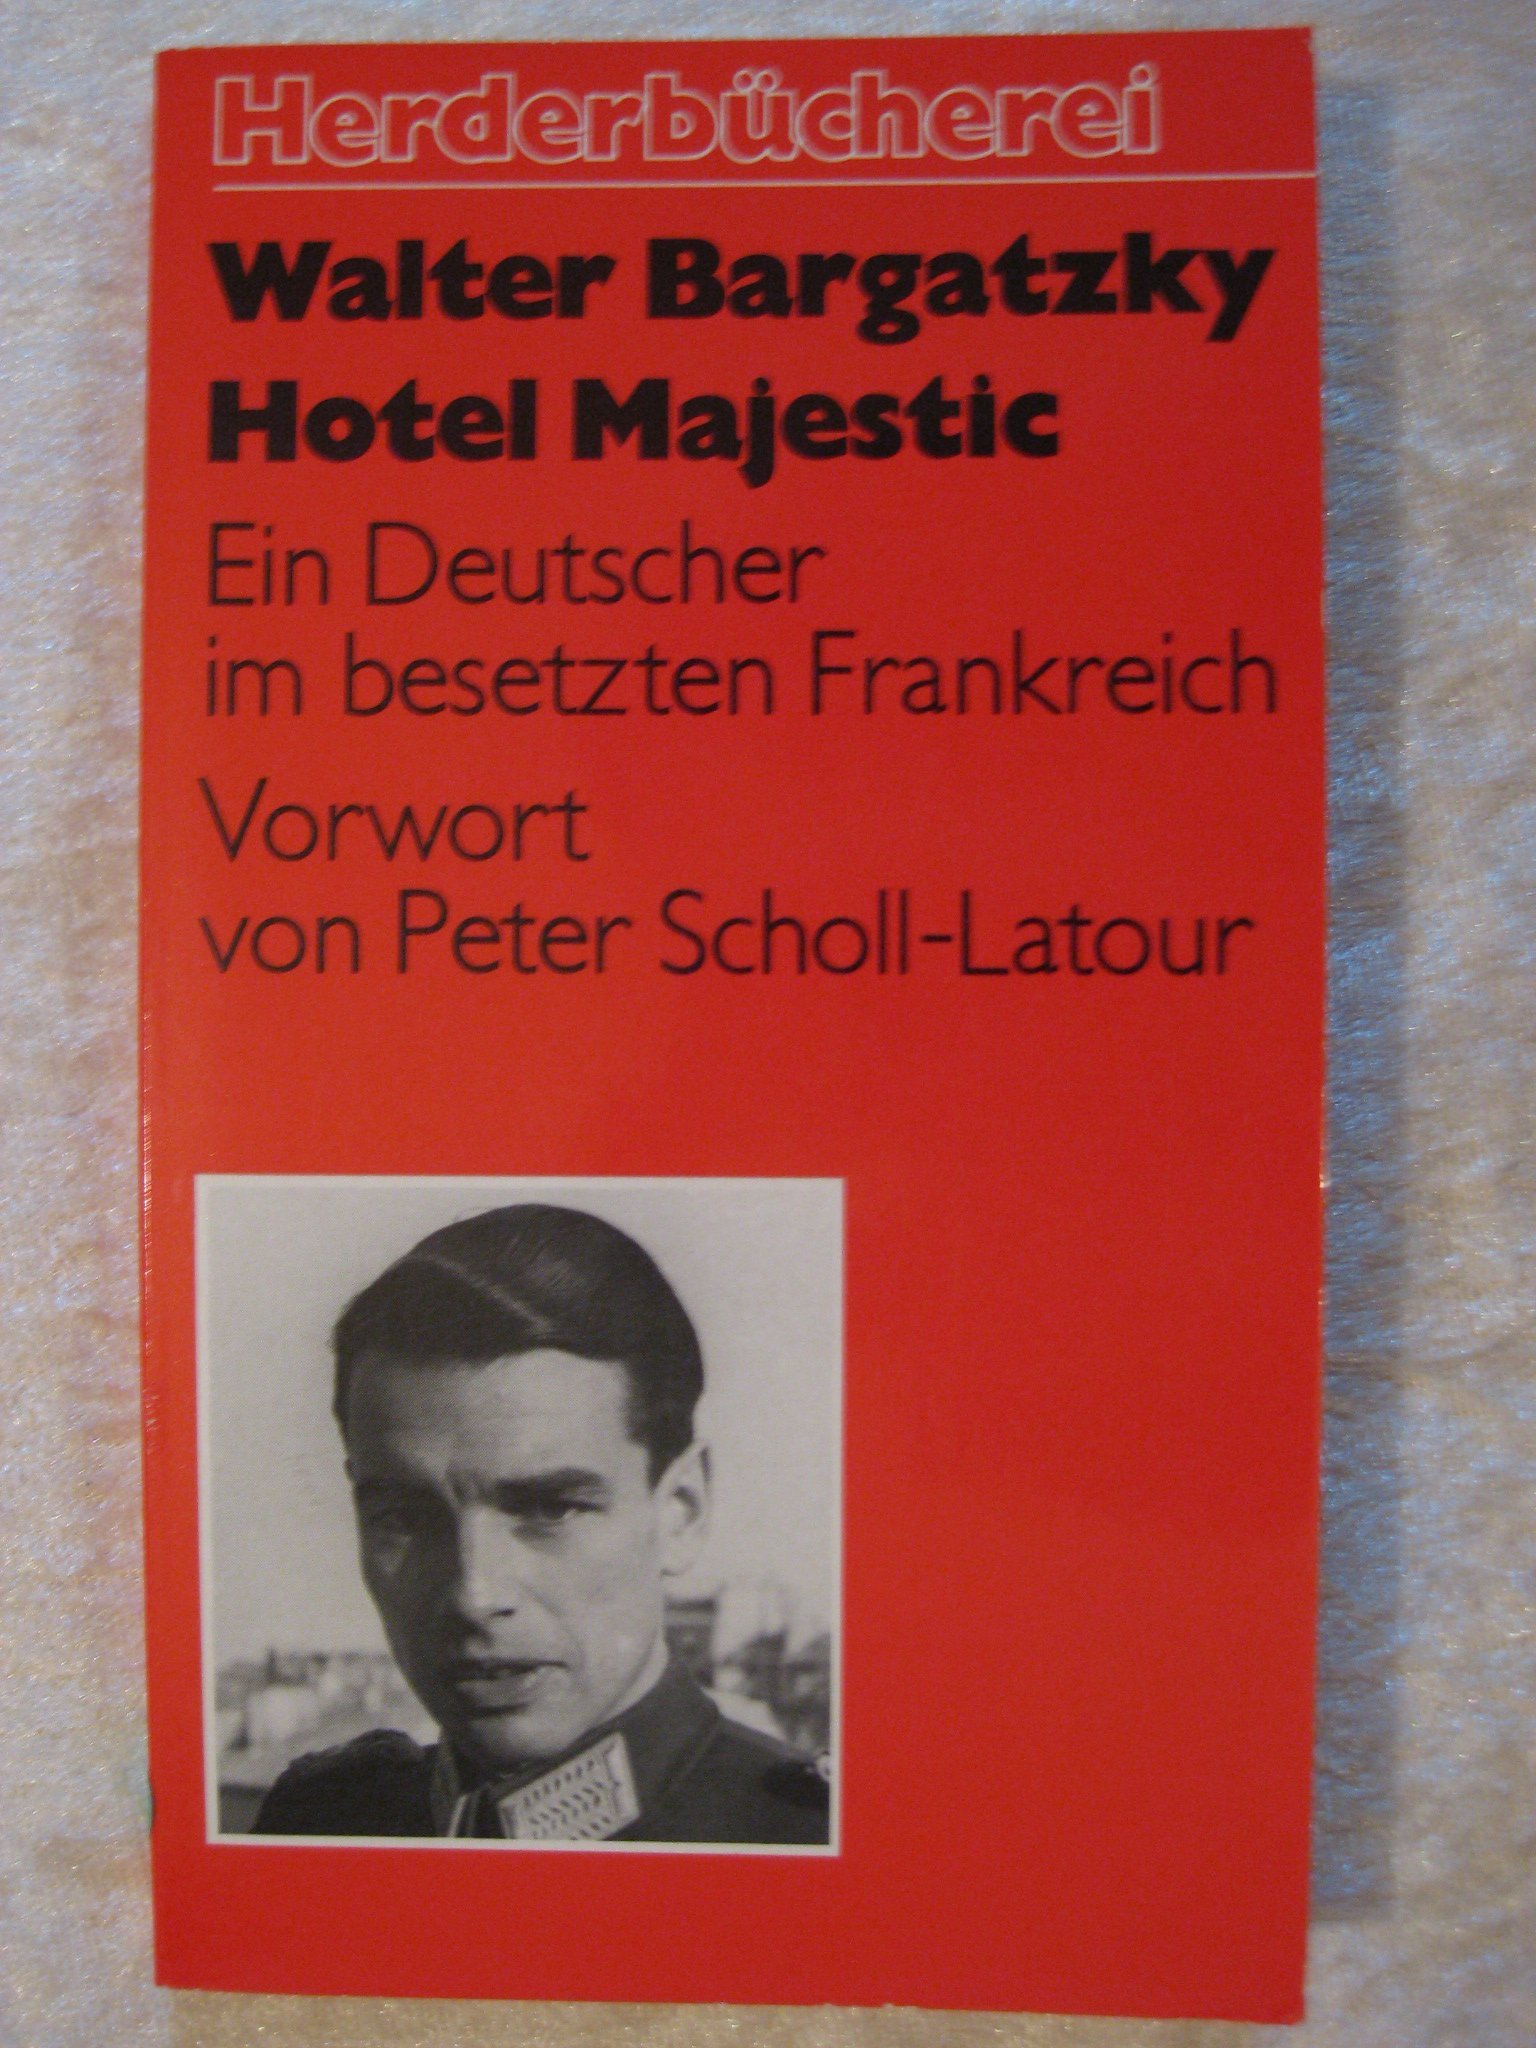 Herderbücherei
Walter Bargatzky
Hotel Majestic
Ein Deutscher
im besetzten Frankreich
Vorwort
von Peter Scholl-Latour